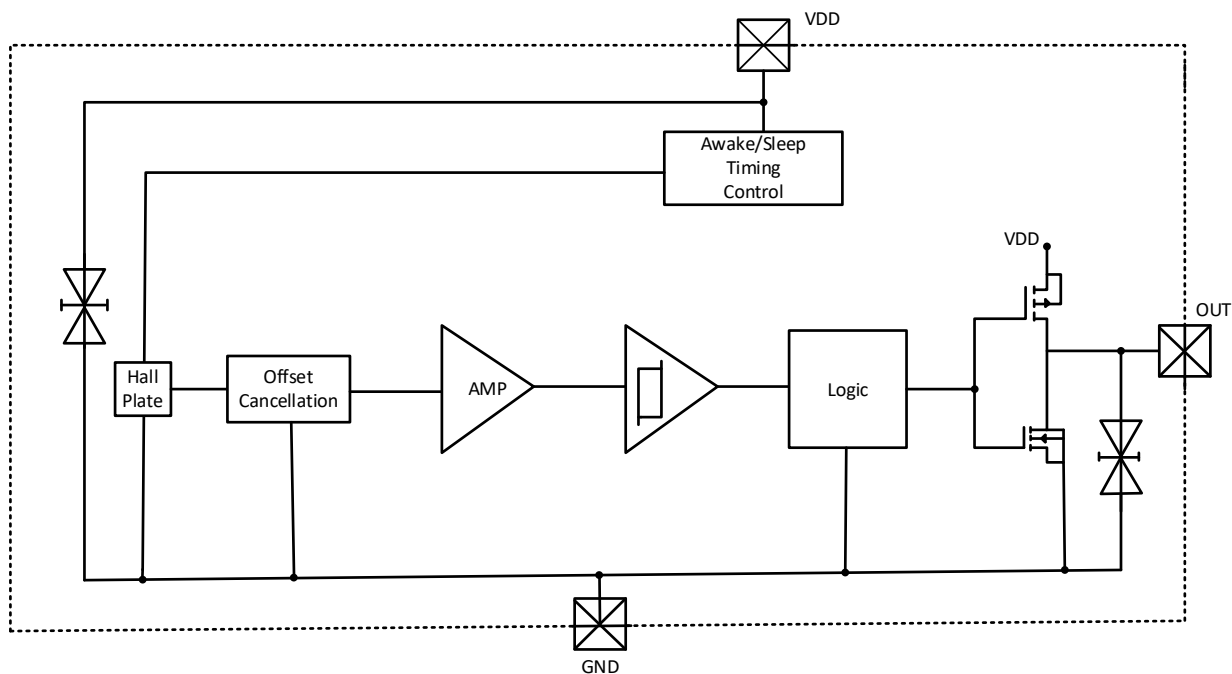 VDD
Awake/Sleep
Timing
Control
VDD
OUT
Hall
Plate
Offset
Cancellation
AMP
Logic
GND